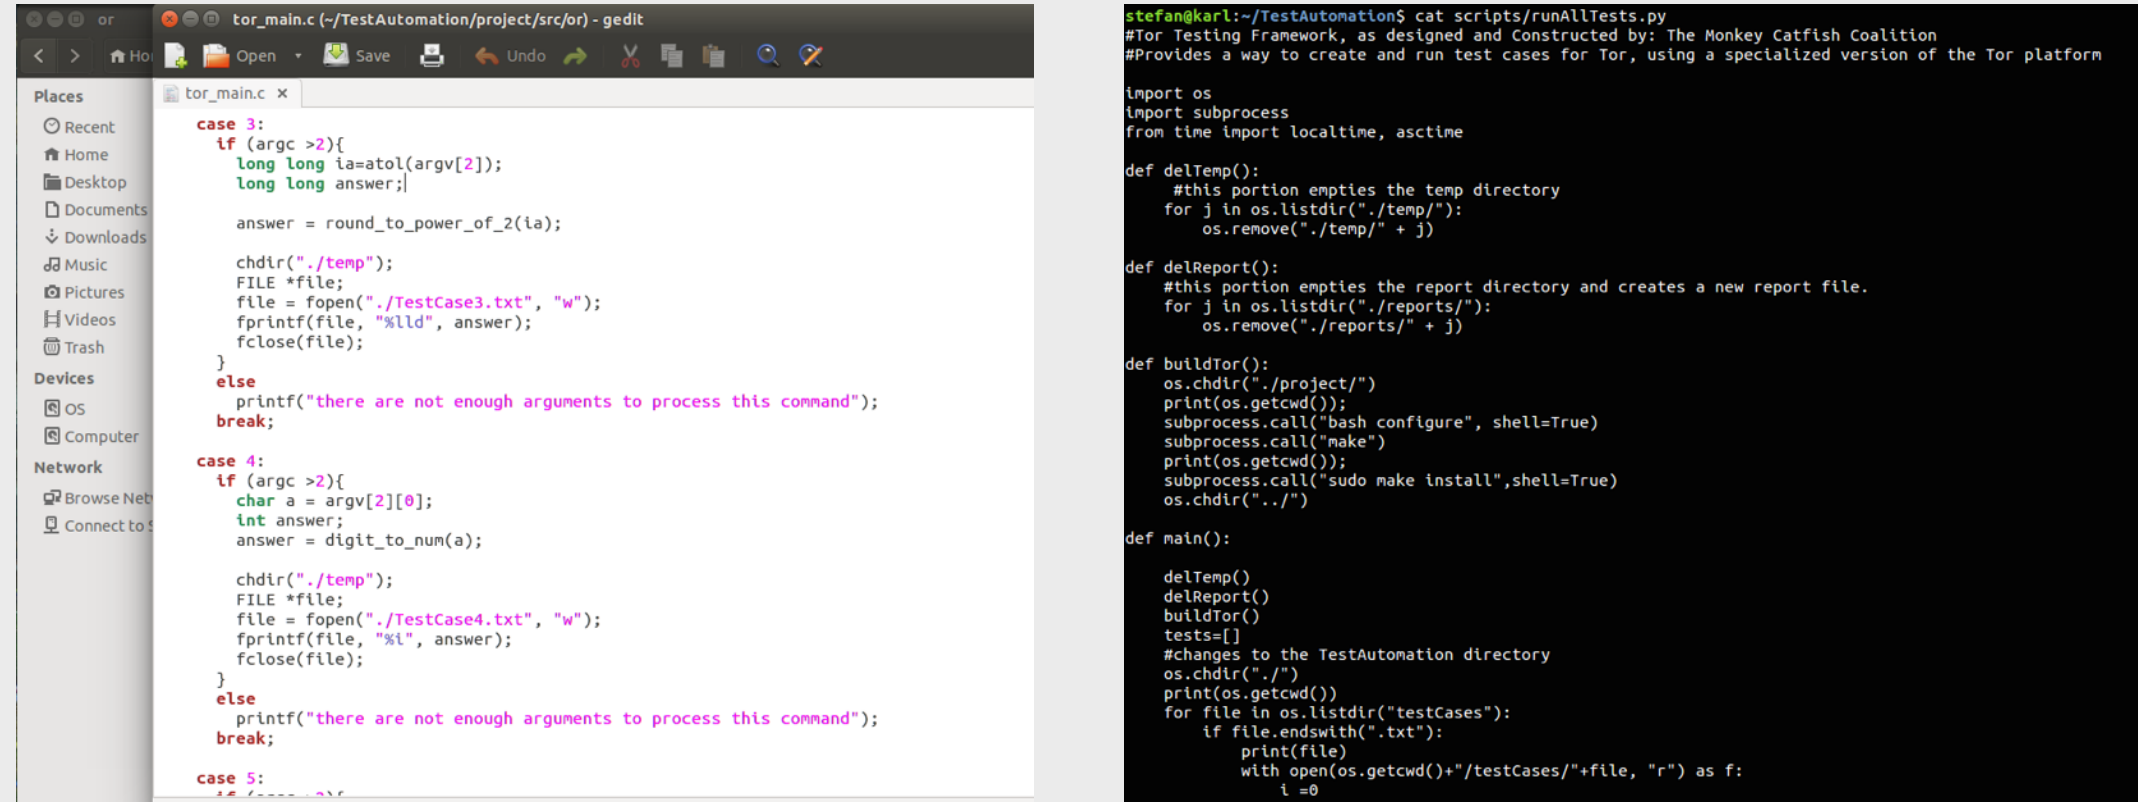 or
tor_main.c (~/TestAutomation/project/src/or) - gedit
Open Save Undo
Places
Recent
Home
Desktop
Documents
Downloads
Music
Pictures
Videos
Trash
Devices
OS
Computer
Network
Browse
Connect to
tor_main.c ×
case 3:
if (argc >2){
long long ia=atol(argv[2]);
long long answer;
answer = round_to_power_of_2(ia);
chdir("./temp");
FILE *file;
file = fopen("./TestCase3.txt", "w");
fprintf(file, "%lld", answer);
fclose(file);
}
else
printf("there are not enough arguments to process this command");
break;
case 4:
if (argc >2){
char a = argv[2][0];
int answer;
answer = digit_to_num(a);
chdir("./temp");
FILE *file;
file = fopen("./TestCase4.txt", "w");
fprintf(file, "%i", answer);
fclose(file);
}
else
printf("there are not enough arguments to process this command");
break;
case 5:
stefan@karl:~/TestAutomation$ cat scripts/runAllTests.py
#Tor Testing Framework, as designed and Constructed by: The Monkey Catfish Coalition
#Provides a way to create and run test cases for Tor, using a specialized version of the Tor platform
import os
import subprocess
from time import localtime, asctime
def delTemp():
#this portion empties the temp directory
for j in os.listdir("./temp/"):
os.remove("./temp/" + j)
def delReport():
#this portion empties the report directory and creates a new report file.
for j in os.listdir("./reports/"):
os.remove("./reports/" + j)
def buildTor():
os.chdir("./project/")
print(os.getcwd());
subprocess.call("bash configure", shell=True)
subprocess.call("make")
print(os.getcwd());
subprocess.call("sudo make install",shell=True)
os.chdir("../")
def main():
delTemp()
delReport()
buildTor()
tests=[]
#changes to the TestAutomation directory
os.chdir("./")
print(os.getcwd())
for file in os.listdir("testCases"):
if file.endswith(".txt"):
print(file)
with open(os.getcwd()+"/testCases/"+file, "r") as f:
i =0